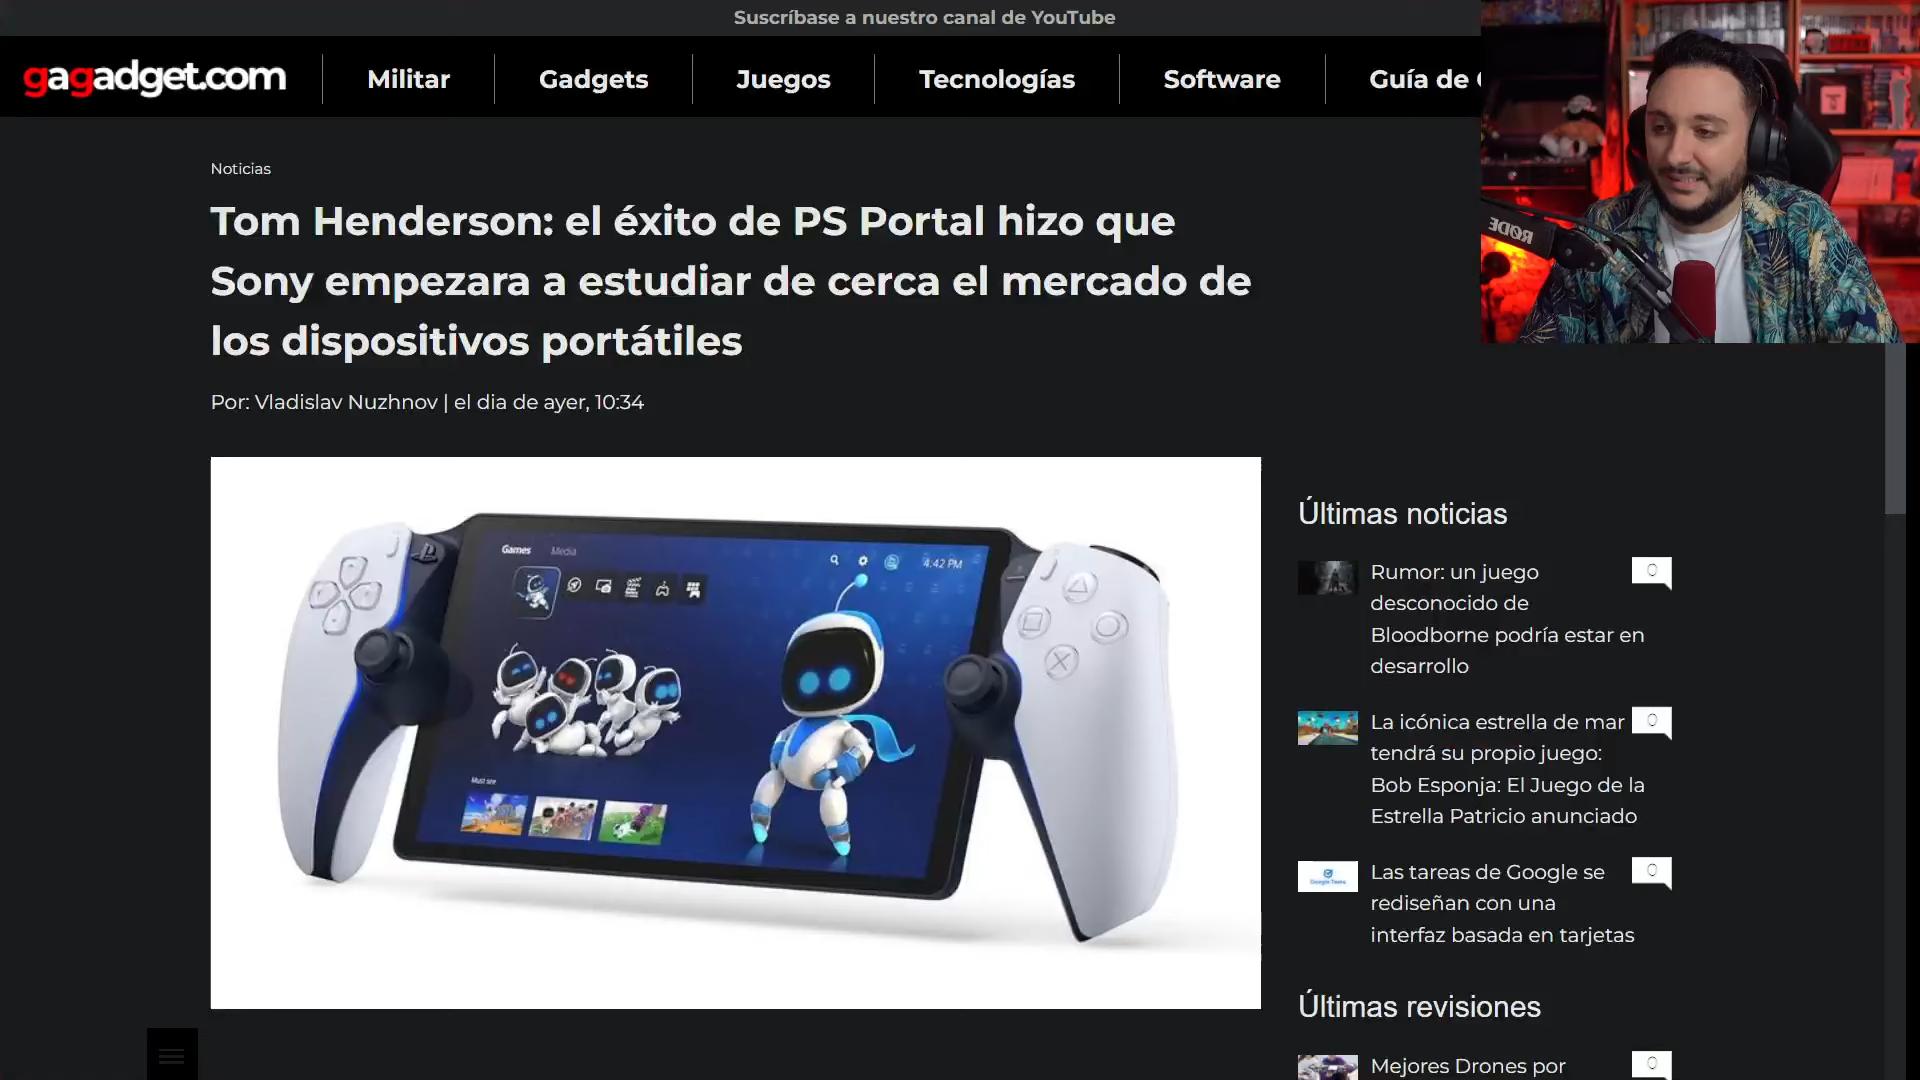 Suscríbase a nuestro canal de YouTube
gagadget.com
Militar
Gadgets
Juegos
Tecnologías
Software
Guía de
RØDE
Noticias
Tom Henderson: el éxito de PS Portal hizo que
Sony empezara a estudiar de cerca el mercado de
los dispositivos portátiles
Por: Vladislav Nuzhnov | el dia de ayer, 10:34
Games
Media
4:42 PM
Must see
Últimas noticias
Rumor: un juego
desconocido de
Bloodborne podría estar en
desarrollo
0
La icónica estrella de mar
tendrá su propio juego:
Bob Esponja: El Juego de la
Estrella Patricio anunciado
0
Google Tasks
Las tareas de Google se
rediseñan con una
interfaz basada en tarjetas
0
Últimas revisiones
Mejores Drones por
0